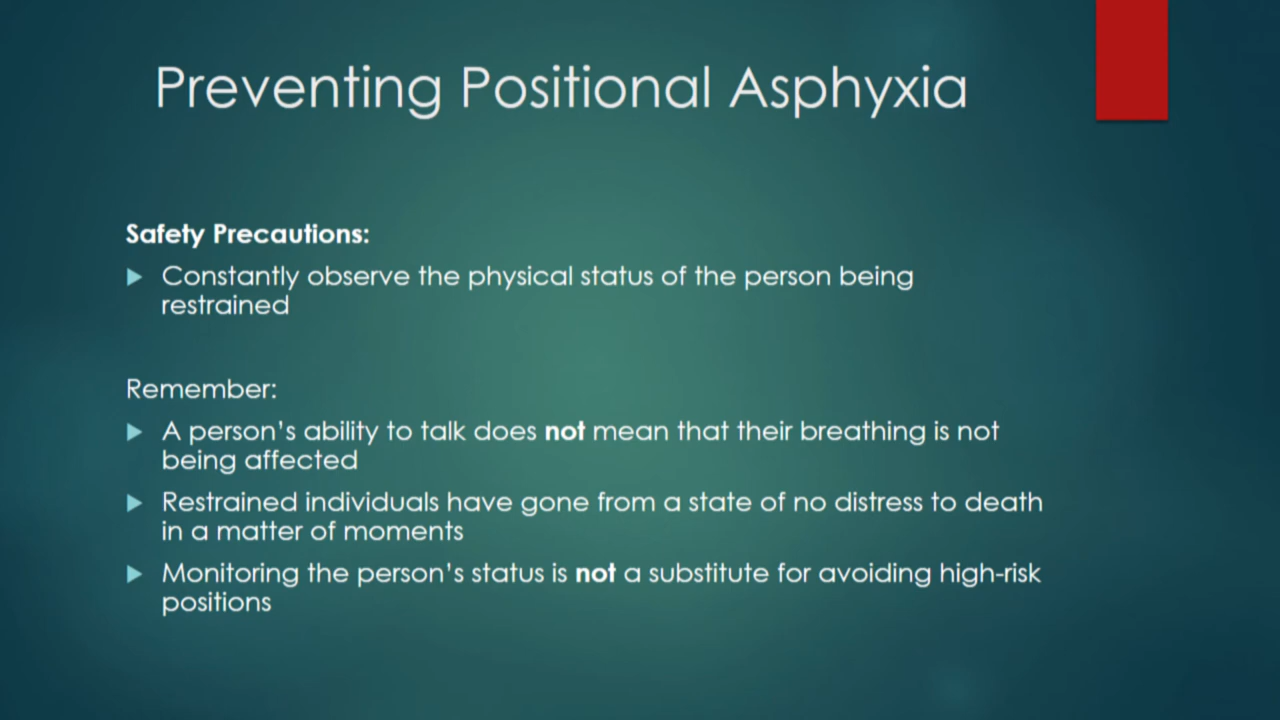 Preventing Positional Asphyxia
Safety Precautions:
Constantly observe the physical status of the person being
restrained
Remember:
A person's ability to talk does not mean that their breathing is not
being affected
Restrained individuals have gone from a state of no distress to death
in a matter of moments
Monitoring the person's status is not a substitute for avoiding high-risk
positions